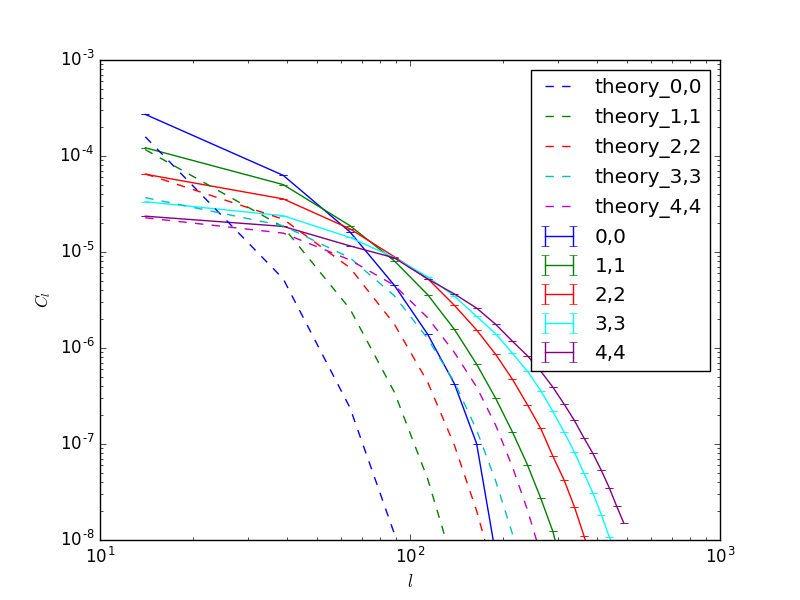 10^-3
10^-4
10^-5
10^-6
10^-7
10^-8
C_l
10^1
10^2
10^3
l
theory_0,0
theory_1,1
theory_2,2
theory_3,3
theory_4,4
0,0
1,1
2,2
3,3
4,4